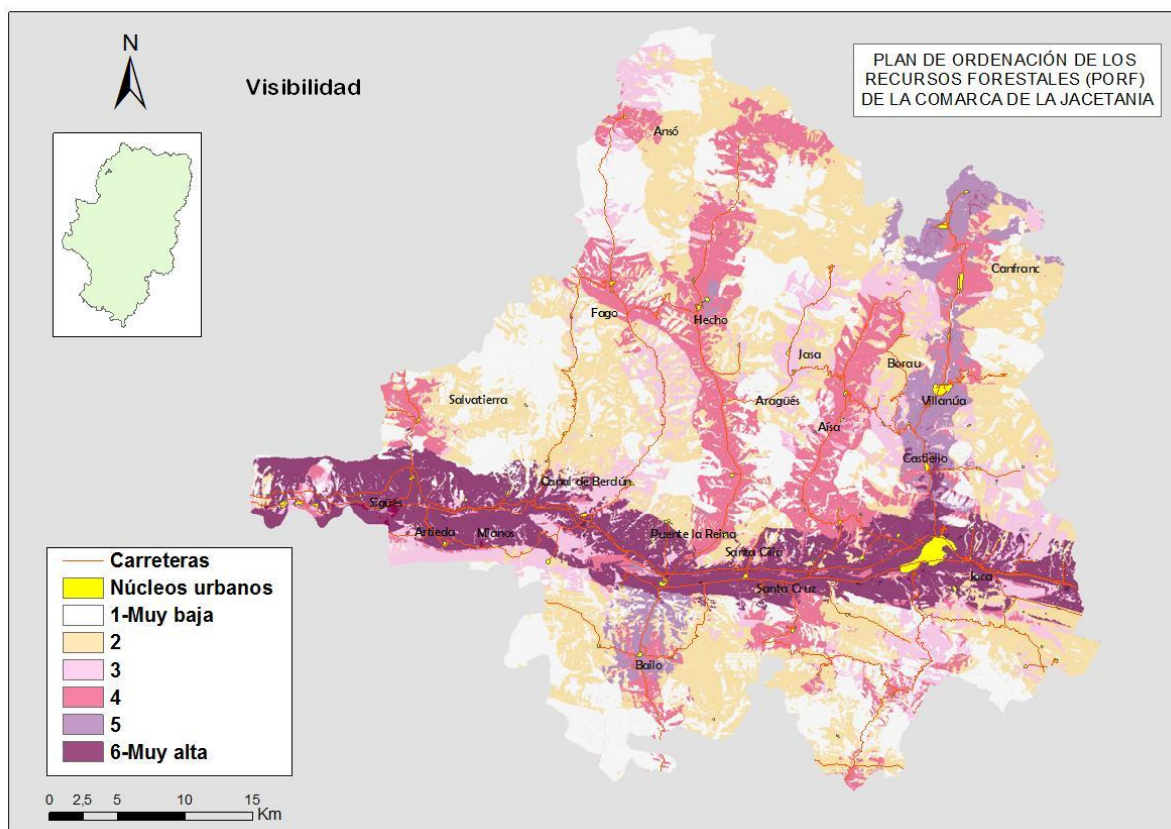 N
Visibilidad
PLAN DE ORDENACIÓN DE LOS
RECURSOS FORESTALES (PORF)
DE LA COMARCA DE LA JACETANIA
Ansó
Canfranc
Fago
Hecho
Jasa
Borau
Salvatierra
Aragüés
Villanúa
Aísa
Castiello
Canal de Berdún
Sigüés
Artieda
Mianos
Puente la Reina
Santa Cilia
Santa Cruz
Jaca
Bailo
Carreteras
Núcleos urbanos
1-Muy baja
2
3
4
5
6-Muy alta
0 2,5 5 10 15
Km